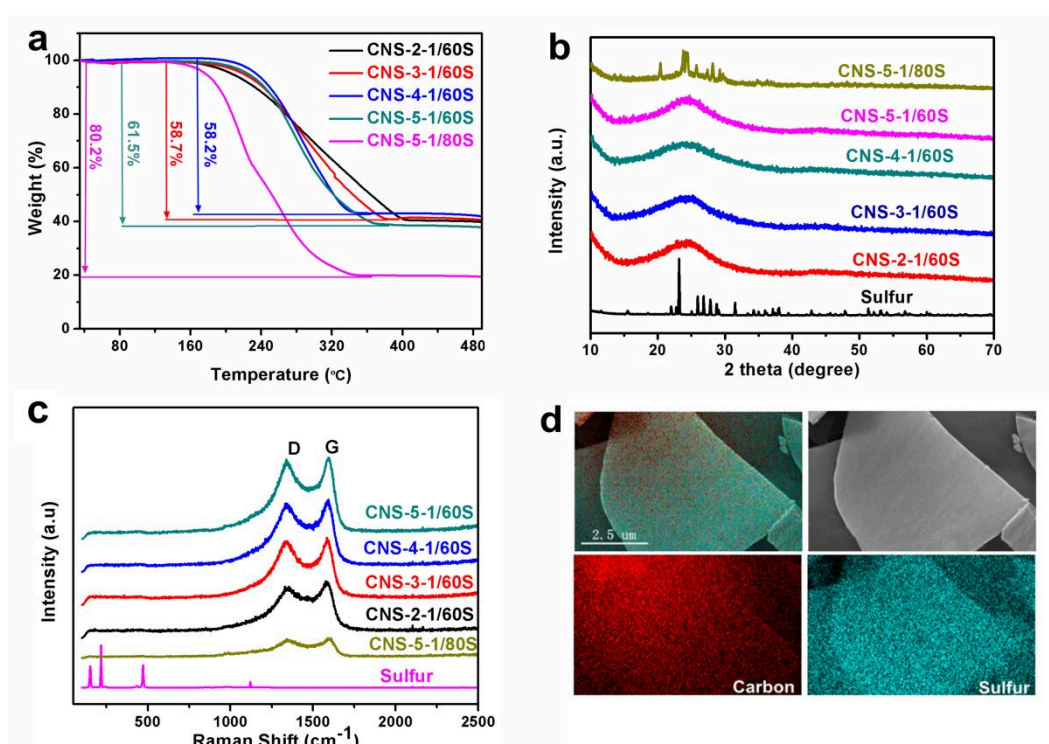 a
CNS-2-1/60S
CNS-3-1/60S
CNS-4-1/60S
CNS-5-1/60S
CNS-5-1/80S
80.2%
61.5%
58.7%
58.2%
100
80
60
40
20
0
Weight (%)
80 160 240 320 400 480
Temperature (℃)
b
CNS-5-1/80S
CNS-5-1/60S
CNS-4-1/60S
CNS-3-1/60S
CNS-2-1/60S
Sulfur
Intensity (a.u.)
10 20 30 40 50 60 70
2 theta (degree)
c
D G
CNS-5-1/60S
CNS-4-1/60S
CNS-3-1/60S
CNS-2-1/60S
CNS-5-1/80S
Sulfur
Intensity (a.u)
500 1000 1500 2000 2500
Raman Shift (cm-1)
d
2.5 um
Carbon
Sulfur